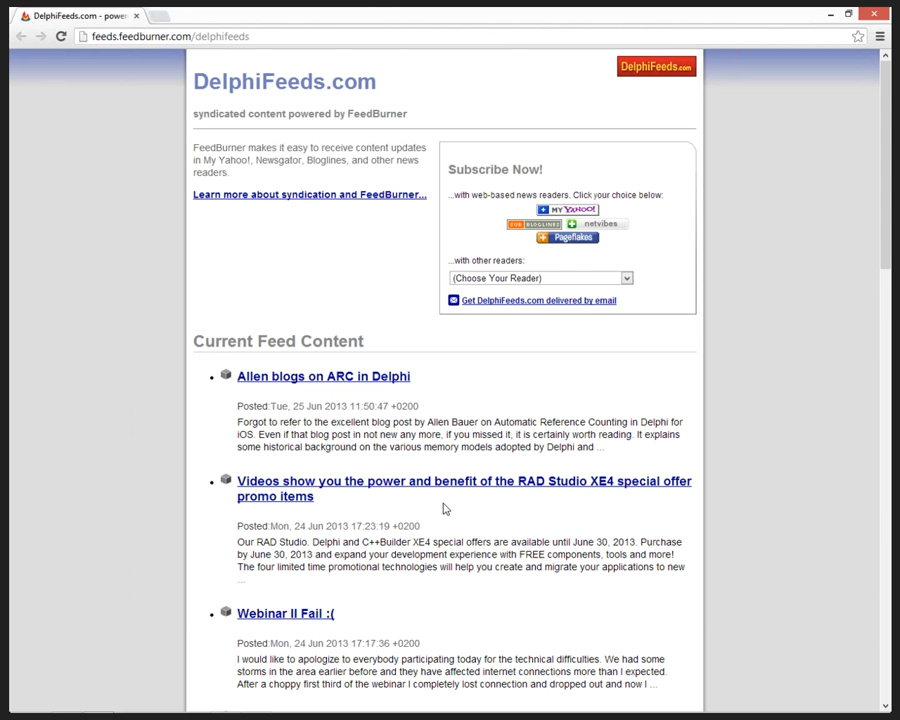 DelphiFeeds.com - power
feeds.feedburner.com/delphifeeds
DelphiFeeds.com
DelphiFeeds.com
syndicated content powered by FeedBurner
FeedBurner makes it easy to receive content updates
in My Yahoo!, Newsgator, Bloglines, and other news
readers.
Learn more about syndication and FeedBurner...
Subscribe Now!
...with web-based news readers. Click your choice below:
MY YAHOO!
SUB BLOGLINES netvibes
Pageflakes
...with other readers:
(Choose Your Reader)
Get DelphiFeeds.com delivered by email
Current Feed Content
Allen blogs on ARC in Delphi
Posted:Tue, 25 Jun 2013 11:50:47 +0200
Forgot to refer to the excellent blog post by Allen Bauer on Automatic Reference Counting in Delphi for
iOS. Even if that blog post in not new any more, if you missed it, it is certainly worth reading. It explains
some historical background on the various memory models adopted by Delphi and ...
Videos show you the power and benefit of the RAD Studio XE4 special offer
promo items
Posted:Mon, 24 Jun 2013 17:23:19 +0200
Our RAD Studio. Delphi and C++Builder XE4 special offers are available until June 30, 2013. Purchase
by June 30, 2013 and expand your development experience with FREE components, tools and more!
The four limited time promotional technologies will help you create and migrate your applications to new
...
Webinar II Fail :(
Posted:Mon, 24 Jun 2013 17:17:36 +0200
I would like to apologize to everybody participating today for the technical difficulties. We had some
storms in the area earlier before and they have affected internet connections more than I expected.
After a choppy first third of the webinar I completely lost connection and dropped out and now I ...